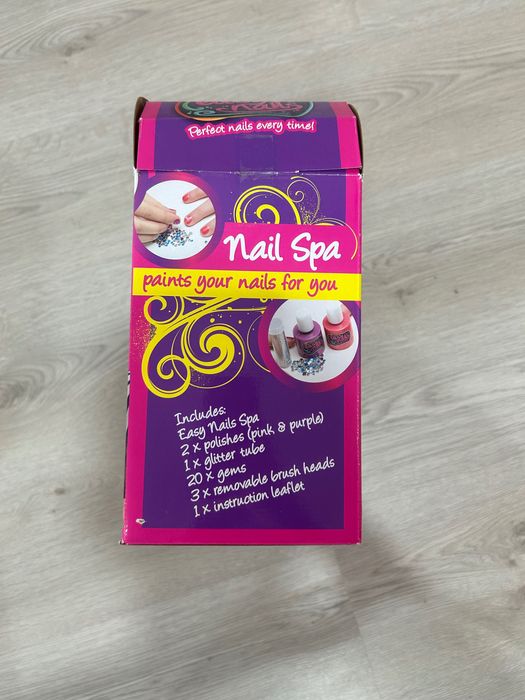 Perfect nails every time!
Nail Spa
paints your nails for you
Includes:
Easy Nails Spa
2 x polishes (pink & purple)
1 x glitter tube
20 x gems
3 x removable brush heads
1 x instruction leaflet